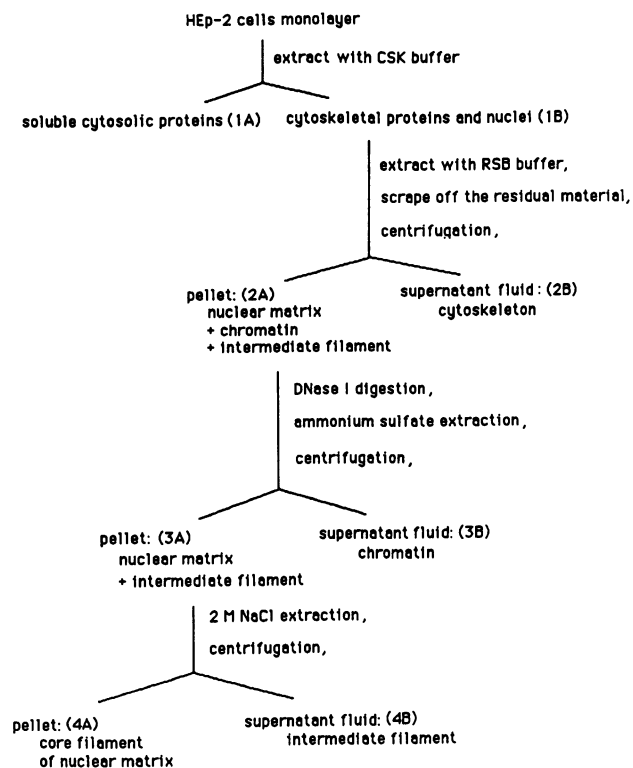 HEp-2 cells monolayer
extract with CSK buffer
soluble cytosolic proteins (1A)
cytoskeletal proteins and nuclei (1B)
extract with RSB buffer,
scrape off the residual material,
centrifugation,
pellet: (2A)
nuclear matrix
+ chromatin
+ intermediate filament
supernatant fluid: (2B)
cytoskeleton
DNase I digestion,
ammonium sulfate extraction,
centrifugation,
pellet: (3A)
nuclear matrix
+ intermediate filament
supernatant fluid: (3B)
chromatin
2 M NaCl extraction,
centrifugation,
pellet: (4A)
core filament
of nuclear matrix
supernatant fluid: (4B)
intermediate filament